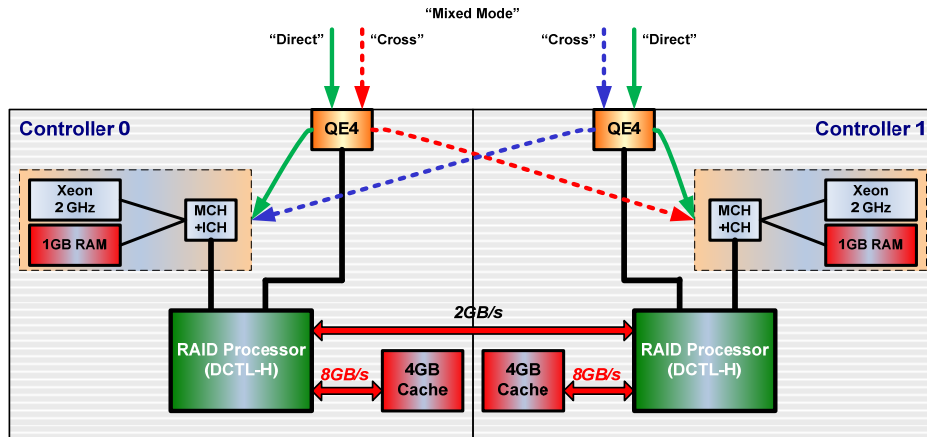 “Mixed Mode”
“Direct”
“Cross”
“Cross”
“Direct”
Controller 0
QE4
QE4
Controller 1
Xeon
2 GHz
1GB RAM
MCH
+ICH
MCH
+ICH
Xeon
2 GHz
1GB RAM
2GB/s
RAID Processor
(DCTL-H)
8GB/s
4GB
Cache
4GB
Cache
8GB/s
RAID Processor
(DCTL-H)